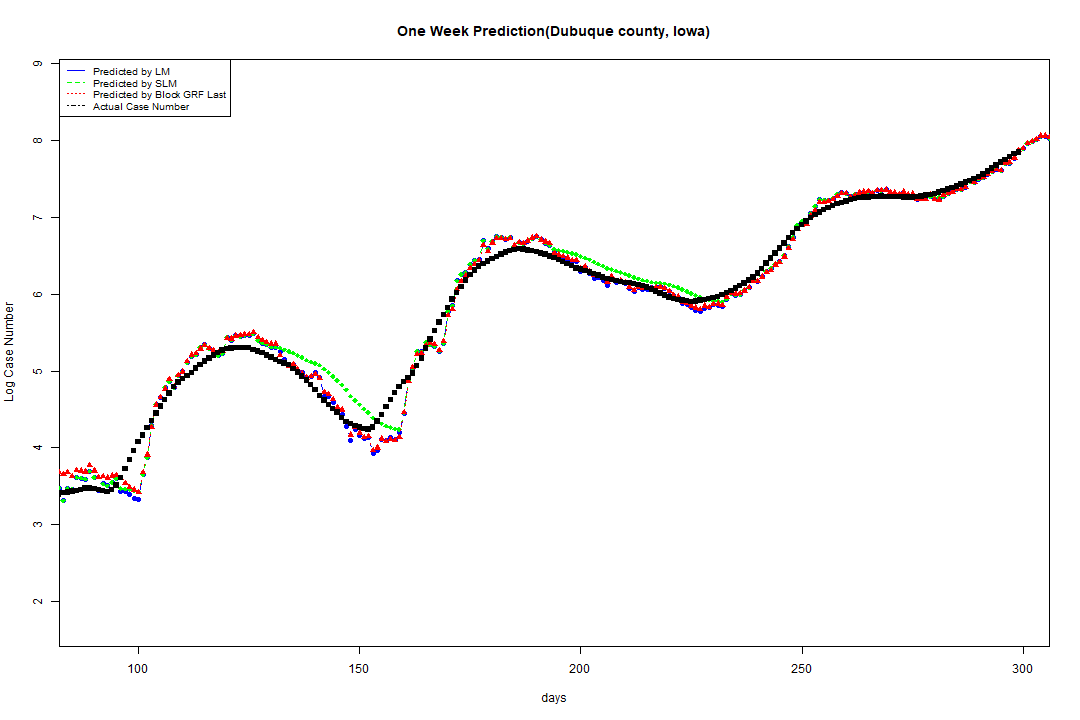 One Week Prediction(Dubuque county, Iowa)
Predicted by LM
Predicted by SLM
Predicted by Block GRF Last
Actual Case Number
9
8
7
6
5
4
3
2
Log Case Number
100 150 200 250 300
days